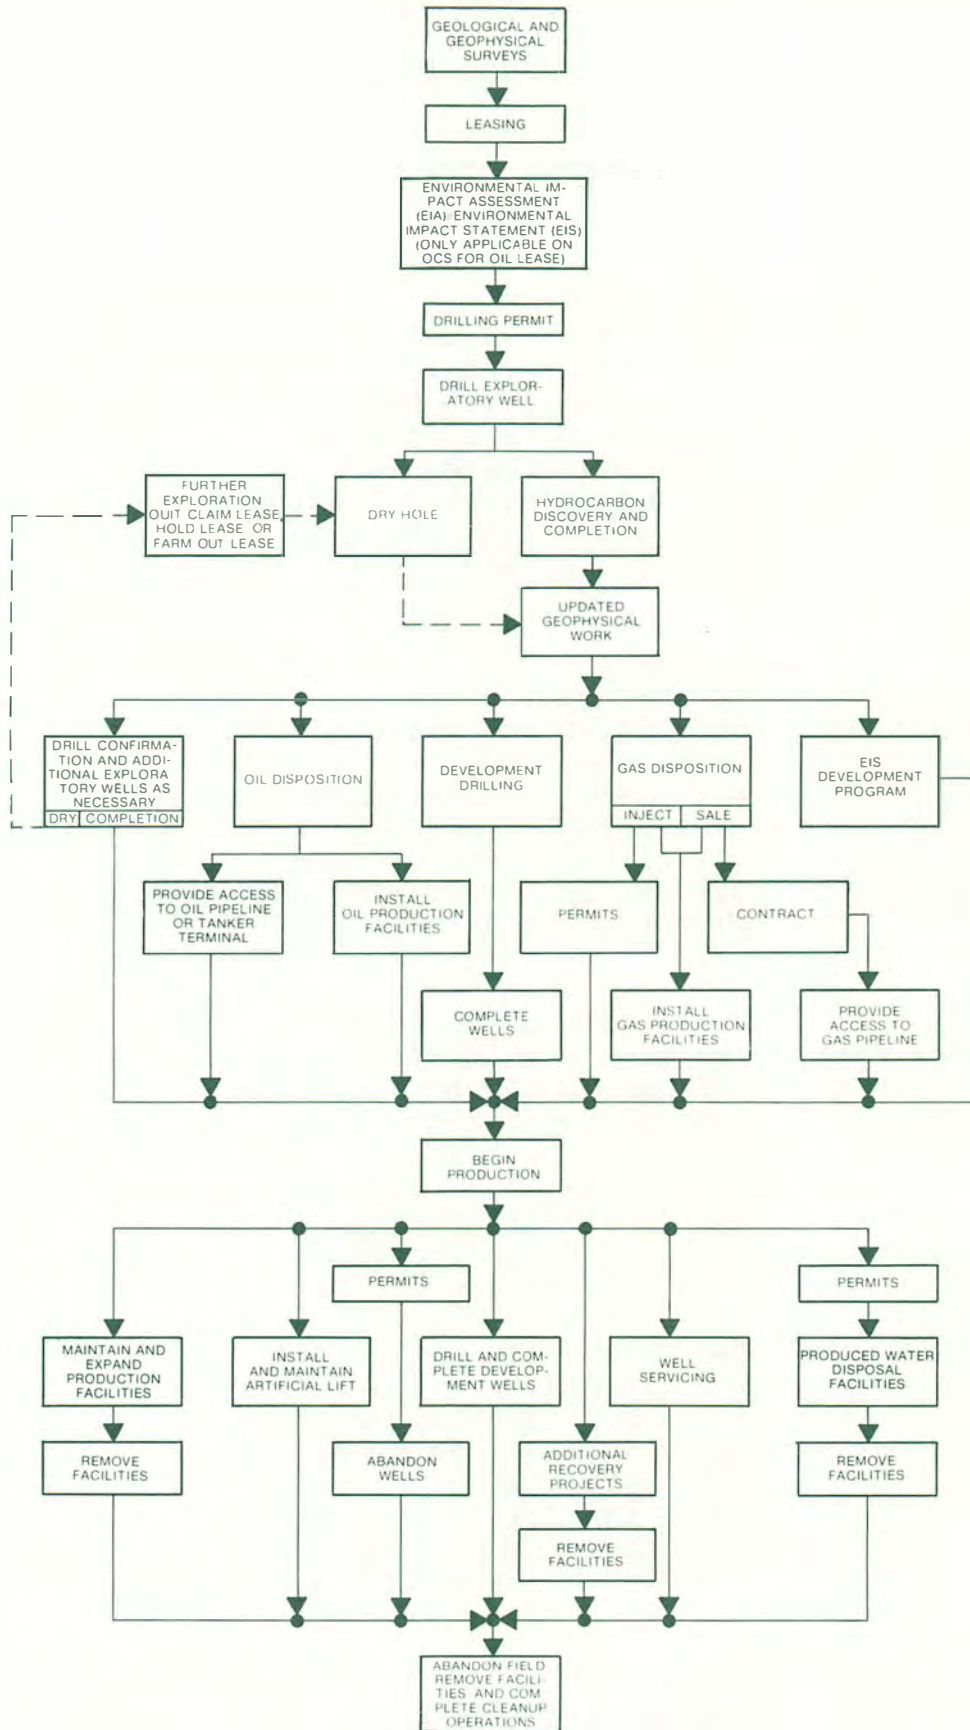 GEOLOGICAL AND
GEOPHYSICAL
SURVEYS
LEASING
ENVIRONMENTAL IM-
PACT ASSESSMENT
(EIA)/ENVIRONMENTAL
IMPACT STATEMENT (EIS)
(ONLY APPLICABLE ON
OCS FOR OIL LEASE)
DRILLING PERMIT
DRILL EXPLOR-
ATORY WELL
FURTHER
EXPLORATION
QUIT CLAIM LEASE,
HOLD LEASE OR
FARM OUT LEASE
DRY HOLE
HYDROCARBON
DISCOVERY AND
COMPLETION
UPDATED
GEOPHYSICAL
WORK
DRILL CONFIRMA-
TION AND ADDI-
TIONAL EXPLORA
TORY WELLS AS
NECESSARY
DRY COMPLETION
OIL DISPOSITION
DEVELOPMENT
DRILLING
GAS DISPOSITION
INJECT SALE
EIS
DEVELOPMENT
PROGRAM
PROVIDE ACCESS
TO OIL PIPELINE
OR TANKER
TERMINAL
INSTALL
OIL PRODUCTION
FACILITIES
PERMITS
CONTRACT
COMPLETE
WELLS
INSTALL
GAS PRODUCTION
FACILITIES
PROVIDE
ACCESS TO
GAS PIPELINE
BEGIN
PRODUCTION
PERMITS
PERMITS
MAINTAIN AND
EXPAND
PRODUCTION
FACILITIES
INSTALL
AND MAINTAIN
ARTIFICIAL LIFT
DRILL AND COM-
PLETE DEVELOP-
MENT WELLS
WELL
SERVICING
PRODUCED WATER
DISPOSAL
FACILITIES
REMOVE
FACILITIES
ABANDON
WELLS
ADDITIONAL
RECOVERY
PROJECTS
REMOVE
FACILITIES
REMOVE
FACILITIES
ABANDON FIELD
REMOVE FACILI-
TIES AND COM
PLETE CLEANUP
OPERATIONS